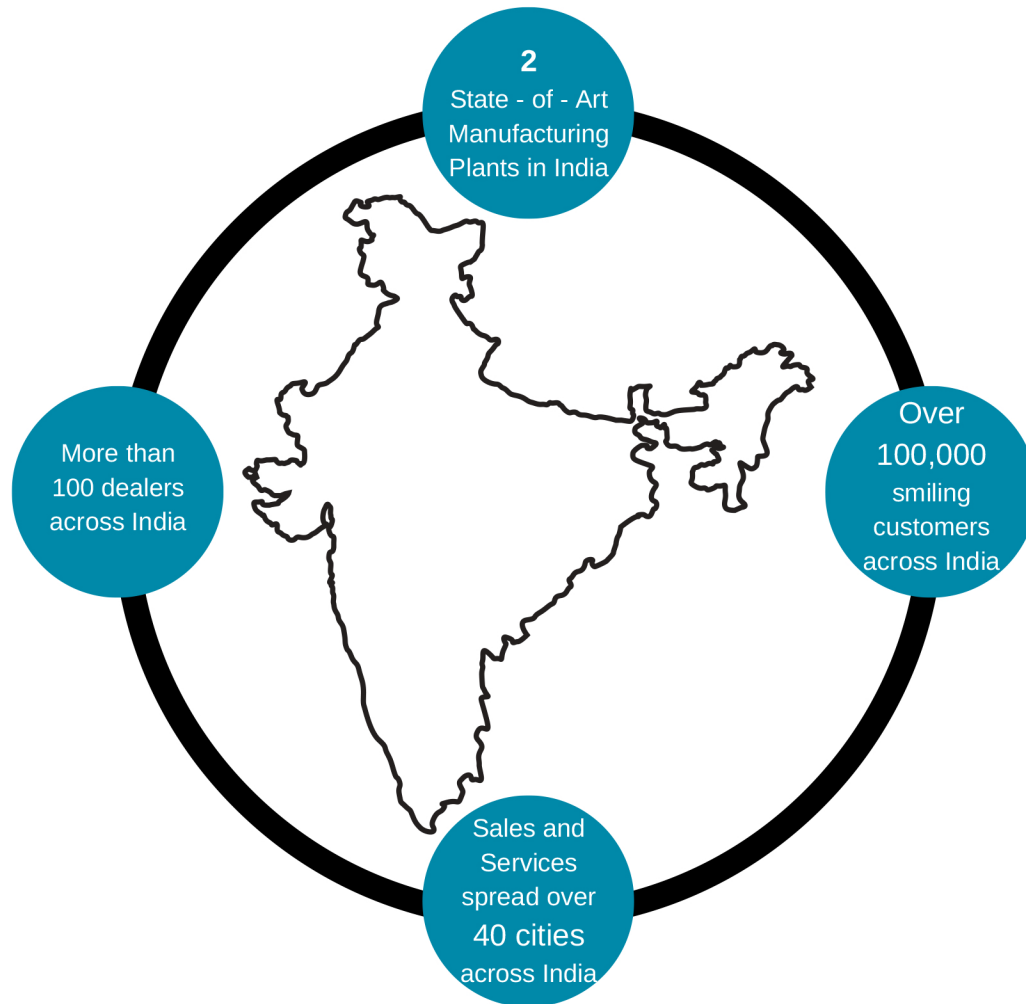 2
State - of - Art
Manufacturing
Plants in India
More than
100 dealers
across India
Over
100,000
smiling
customers
across India
Sales and
Services
spread over
40 cities
across India